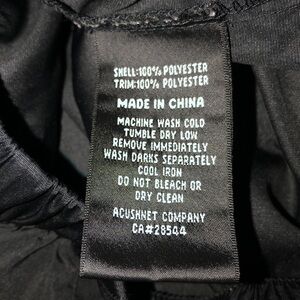 SHELL:100% POLYESTER
TRIM:100% POLYESTER
MADE IN CHINA
MACHINE WASH COLD
TUMBLE DRY LOW
REMOVE IMMEDIATELY
WASH DARKS SEPARATELY
COOL IRON
DO NOT BLEACH OR
DRY CLEAN
ACUSHNET COMPANY
CA#28544